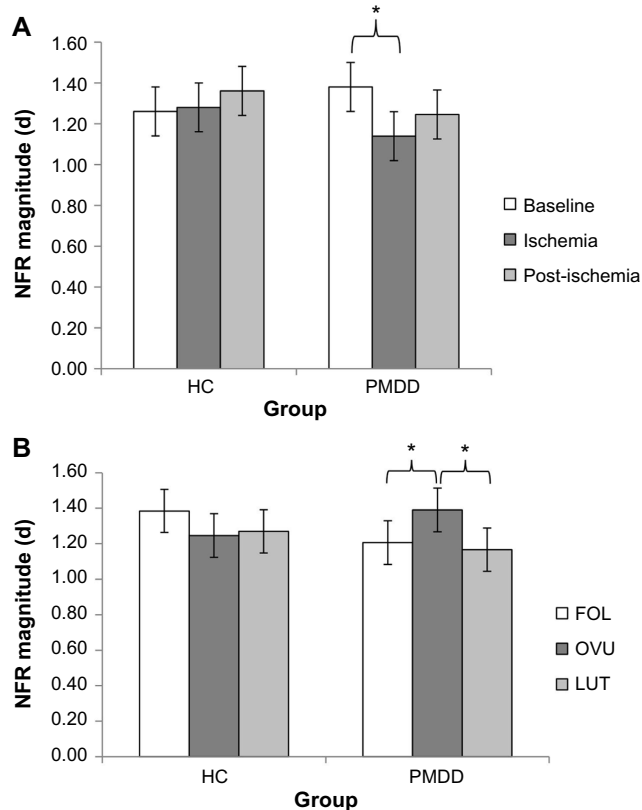 A
NFR magnitude (d)
1.60
1.40
1.20
1.00
0.80
0.60
0.40
0.20
0.00
*
HC
PMDD
Group
Baseline
Ischemia
Post-ischemia
B
NFR magnitude (d)
1.60
1.40
1.20
1.00
0.80
0.60
0.40
0.20
0.00
* *
HC
PMDD
Group
FOL
OVU
LUT